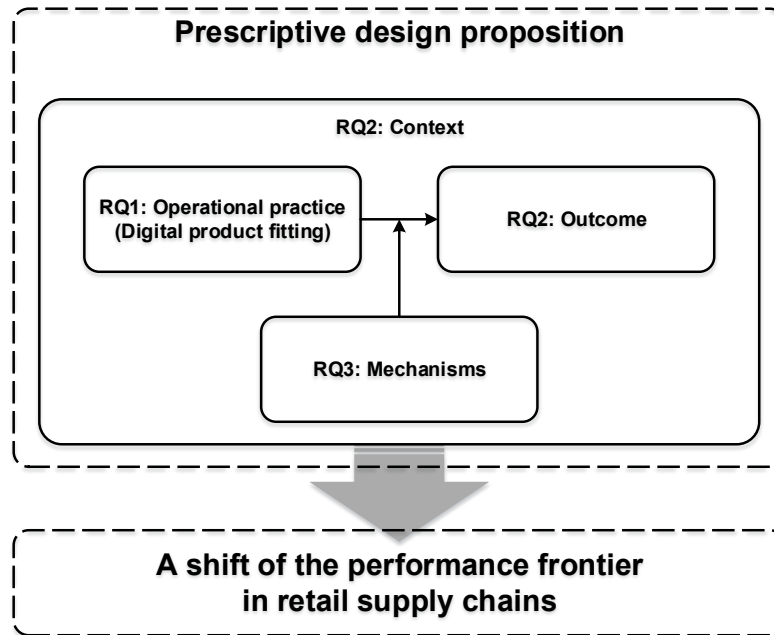 Prescriptive design proposition
RQ2: Context
RQ1: Operational practice
(Digital product fitting)
RQ2: Outcome
RQ3: Mechanisms
A shift of the performance frontier
in retail supply chains